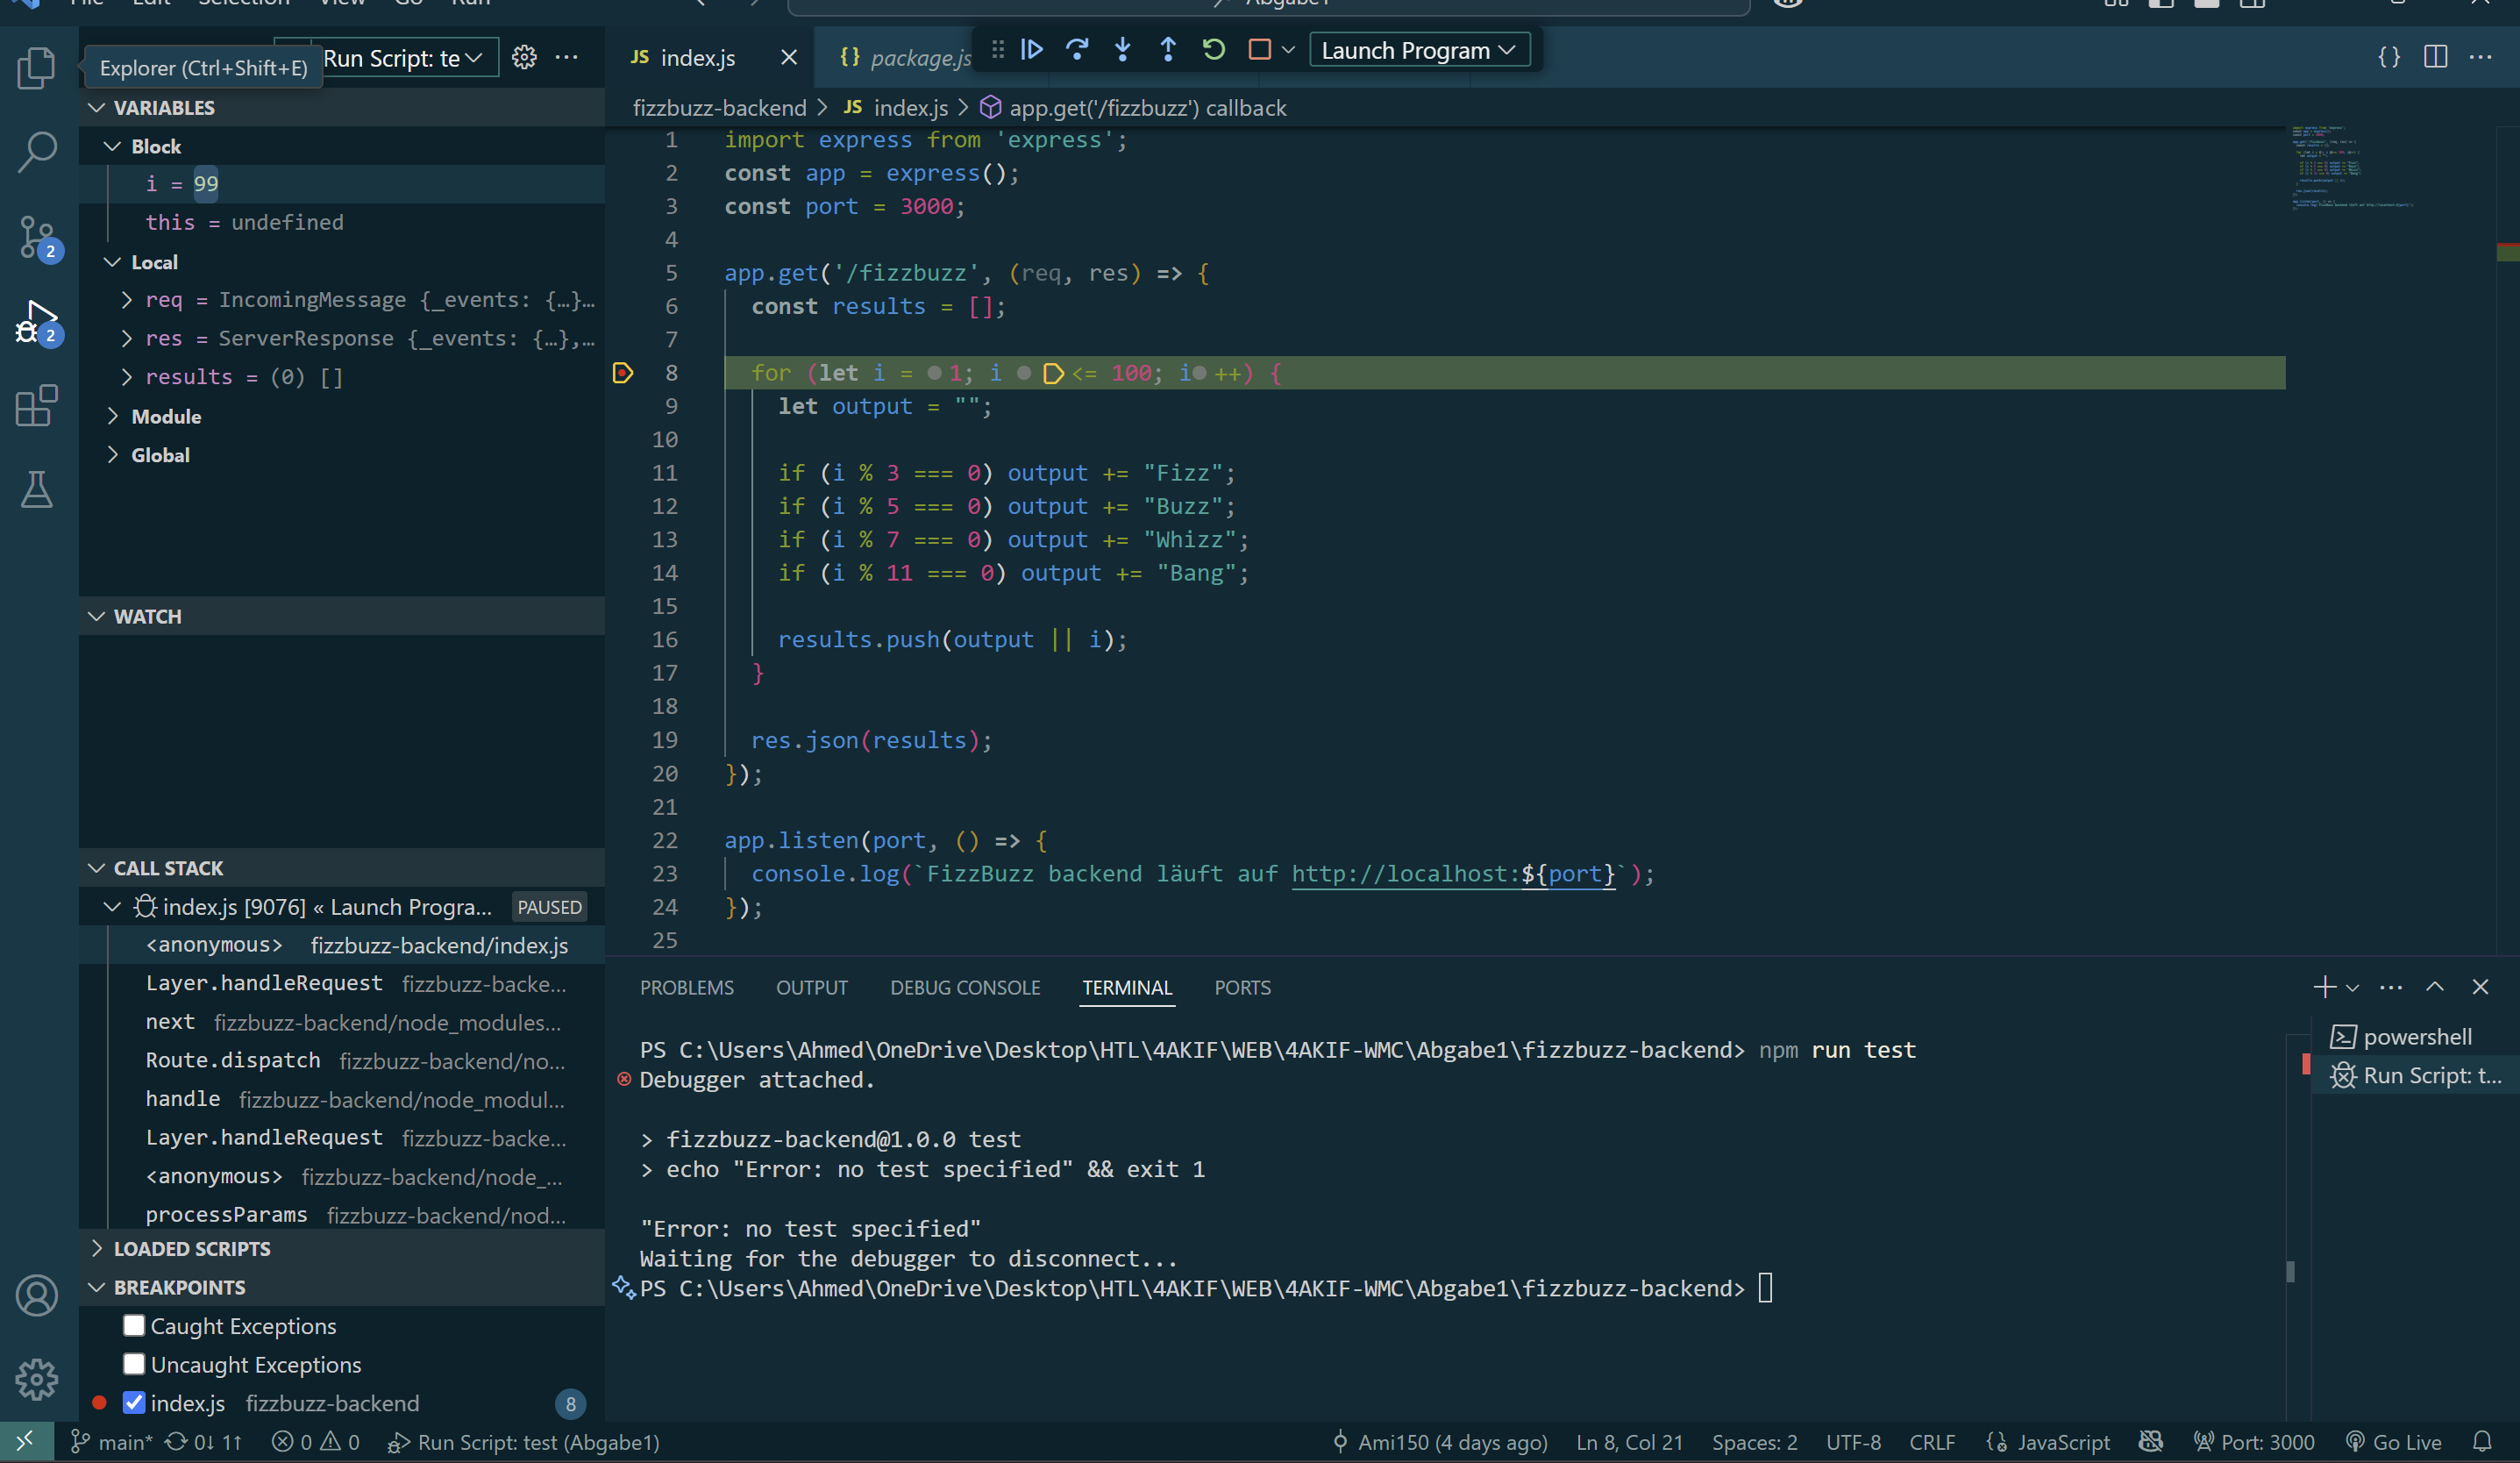 File Edit Selection View Go Run
Abgabe1
Explorer (Ctrl+Shift+E)
Run Script: te
VARIABLES
Block
i = 99
this = undefined
Local
req = IncomingMessage {_events: {…}…
res = ServerResponse {_events: {…},…
results = (0) []
Module
Global
WATCH
CALL STACK
index.js [9076] « Launch Progra... PAUSED
<anonymous> fizzbuzz-backend/index.js
Layer.handleRequest fizzbuzz-backe...
next fizzbuzz-backend/node_modules...
Route.dispatch fizzbuzz-backend/no...
handle fizzbuzz-backend/node_modul...
Layer.handleRequest fizzbuzz-backe...
<anonymous> fizzbuzz-backend/node_...
processParams fizzbuzz-backend/nod...
LOADED SCRIPTS
BREAKPOINTS
Caught Exceptions
Uncaught Exceptions
index.js fizzbuzz-backend 8
2
2
JS index.js
{} package.js
Launch Program
fizzbuzz-backend > JS index.js > app.get('/fizzbuzz') callback
1 import express from 'express';
2 const app = express();
3 const port = 3000;
4
5 app.get('/fizzbuzz', (req, res) => {
6 const results = [];
7
8 for (let i = 1; i <= 100; i++) {
9 let output = "";
10
11 if (i % 3 === 0) output += "Fizz";
12 if (i % 5 === 0) output += "Buzz";
13 if (i % 7 === 0) output += "Whizz";
14 if (i % 11 === 0) output += "Bang";
15
16 results.push(output || i);
17 }
18
19 res.json(results);
20 });
21
22 app.listen(port, () => {
23 console.log(`FizzBuzz backend läuft auf http://localhost:${port}`);
24 });
25
PROBLEMS OUTPUT DEBUG CONSOLE TERMINAL PORTS
PS C:\Users\Ahmed\OneDrive\Desktop\HTL\4AKIF\WEB\4AKIF-WMC\Abgabe1\fizzbuzz-backend> npm run test
Debugger attached.
> fizzbuzz-backend@1.0.0 test
> echo "Error: no test specified" && exit 1
"Error: no test specified"
Waiting for the debugger to disconnect...
PS C:\Users\Ahmed\OneDrive\Desktop\HTL\4AKIF\WEB\4AKIF-WMC\Abgabe1\fizzbuzz-backend>
powershell
Run Script: t...
main* 0↓ 1↑ 0 0 Run Script: test (Abgabe1) Ami150 (4 days ago) Ln 8, Col 21 Spaces: 2 UTF-8 CRLF JavaScript Port: 3000 Go Live